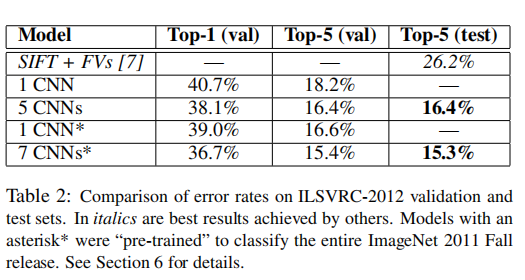 Model Top-1 (val) Top-5 (val) Top-5 (test)
SIFT + FVs [7] — — 26.2%
1 CNN 40.7% 18.2% —
5 CNNs 38.1% 16.4% 16.4%
1 CNN* 39.0% 16.6% —
7 CNNs* 36.7% 15.4% 15.3%
Table 2: Comparison of error rates on ILSVRC-2012 validation and
test sets. In italics are best results achieved by others. Models with an
asterisk* were “pre-trained” to classify the entire ImageNet 2011 Fall
release. See Section 6 for details.